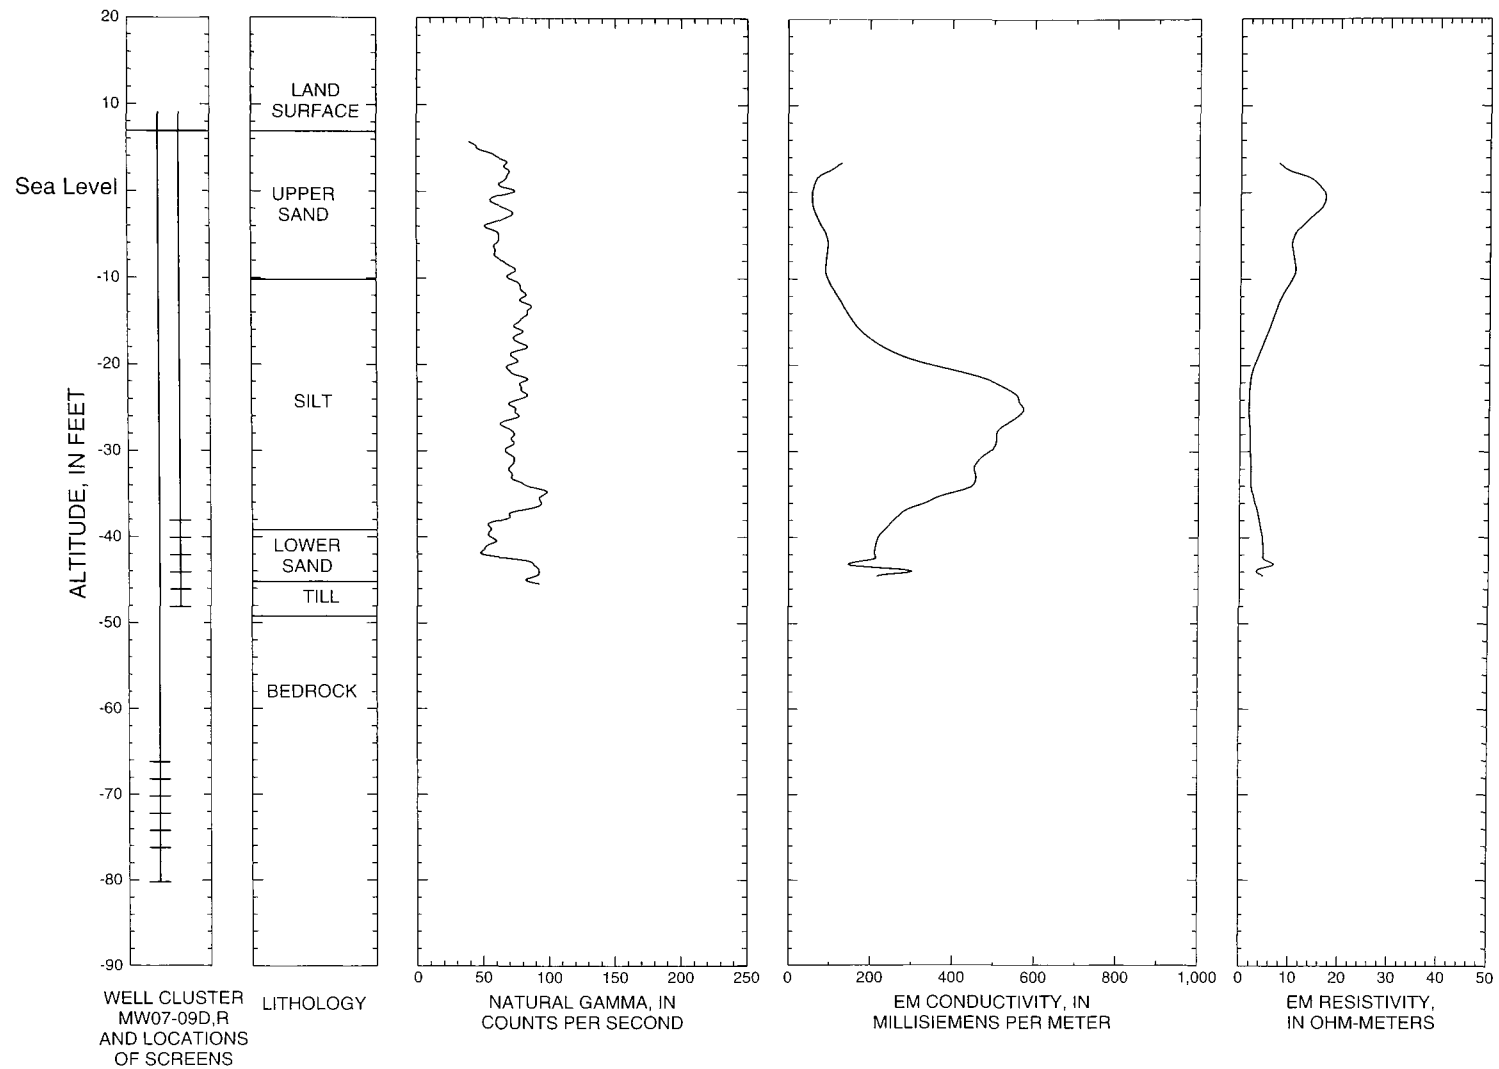 20
10
Sea Level
-10
-20
-30
-40
-50
-60
-70
-80
-90
ALTITUDE, IN FEET
WELL CLUSTER
MW07-09D,R
AND LOCATIONS
OF SCREENS
LAND
SURFACE
UPPER
SAND
SILT
LOWER
SAND
TILL
BEDROCK
LITHOLOGY
0 50 100 150 200 250
NATURAL GAMMA, IN
COUNTS PER SECOND
0 200 400 600 800 1,000
EM CONDUCTIVITY, IN
MILLISIEMENS PER METER
0 10 20 30 40 50
EM RESISTIVITY,
IN OHM-METERS